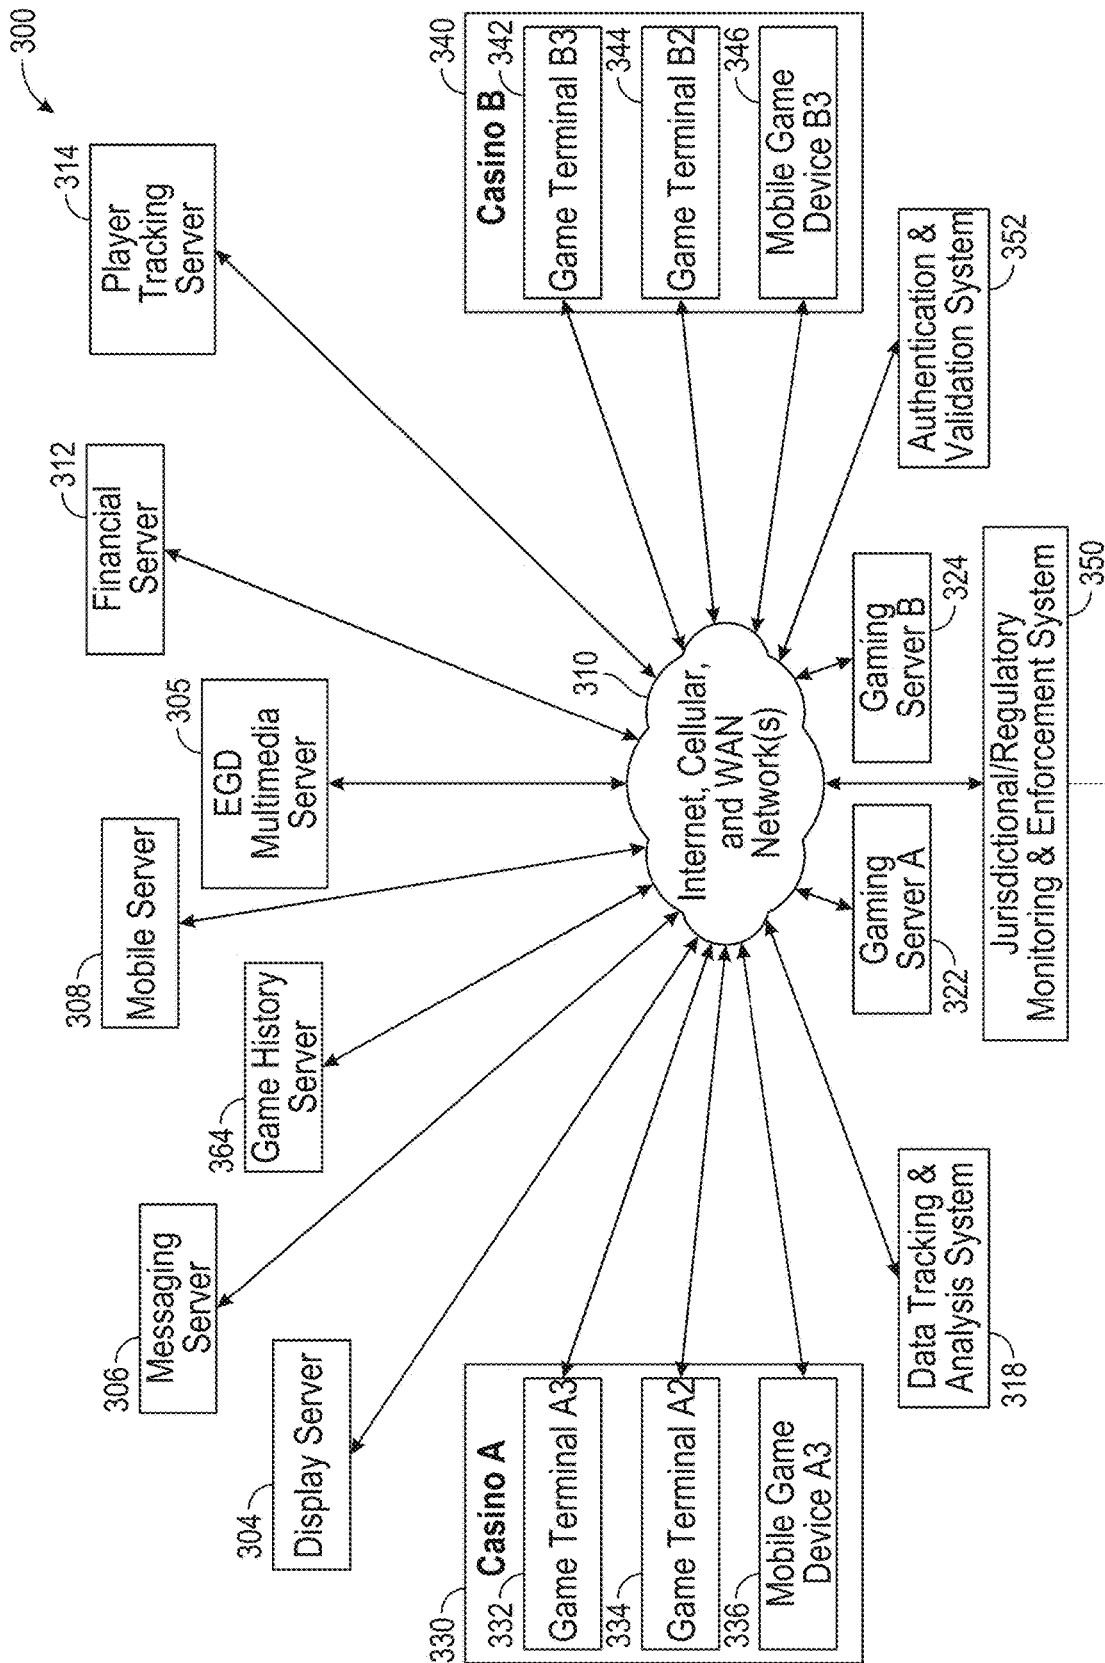 300
314
Player
Tracking
Server
312
Financial
Server
305
EGD
Multimedia
Server
308
Mobile Server
364
Game History
Server
306
Messaging
Server
304
Display Server
310
Internet, Cellular,
and WAN
Network(s)
330
Casino A
332
Game Terminal A3
334
Game Terminal A2
336
Mobile Game
Device A3
340
Casino B
342
Game Terminal B3
344
Game Terminal B2
346
Mobile Game
Device B3
Data Tracking &
Analysis System
318
Gaming
Server A
322
Gaming
Server B
324
Authentication &
Validation System
352
Jurisdictional/Regulatory
Monitoring & Enforcement System
350